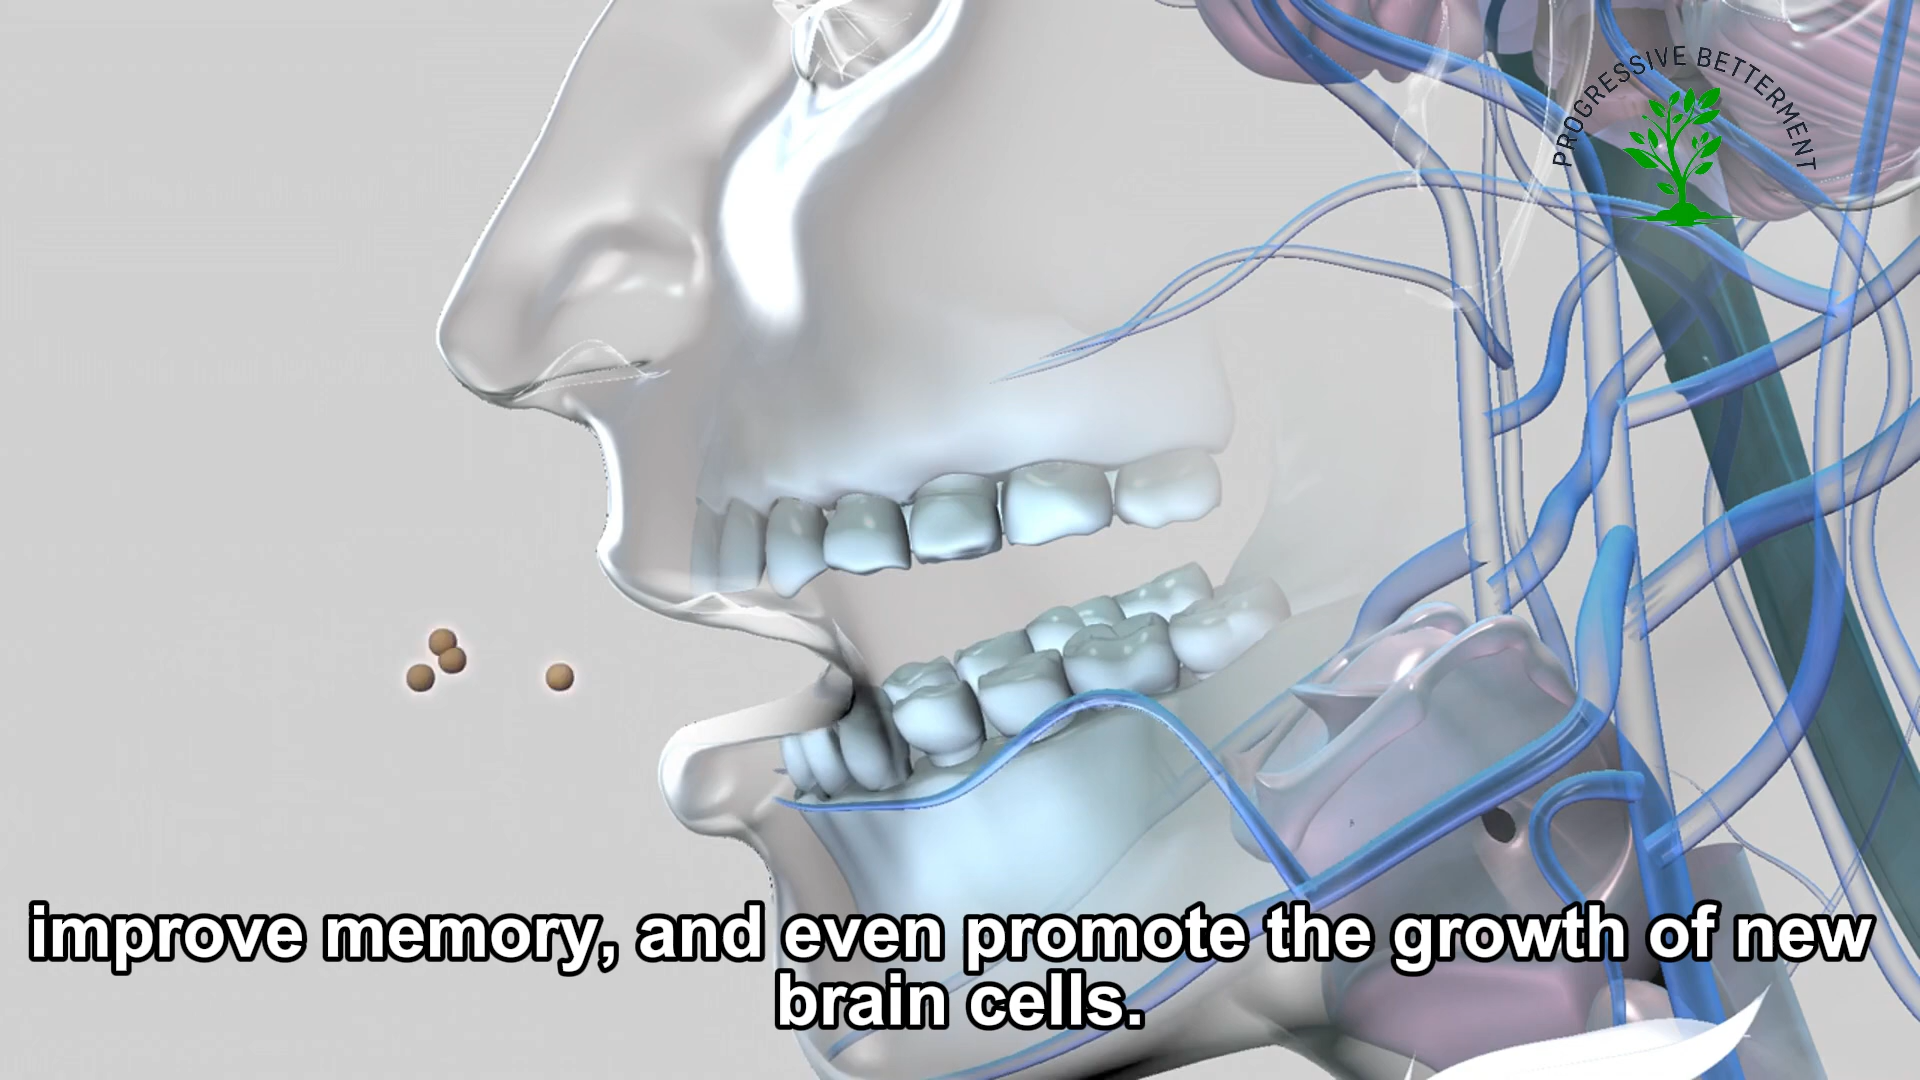 PROGRESSIVE BETTERMENT
improve memory, and even promote the growth of new
brain cells.